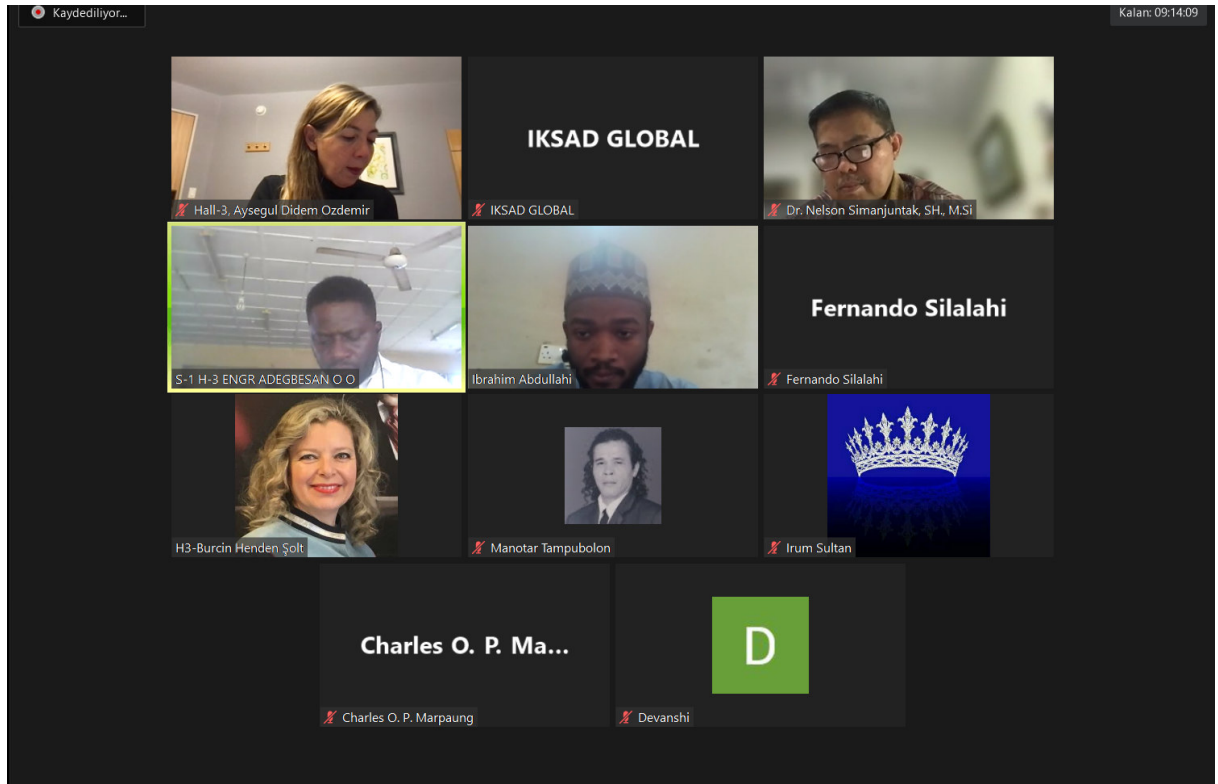 Kaydediliyor...
Kalan: 09:14:09
Hall-3, Aysegul Didem Ozdemir
IKSAD GLOBAL
IKSAD GLOBAL
Dr. Nelson Simanjuntak, SH., M.Si
S-1 H-3 ENGR ADEGBESAN O O
Ibrahim Abdullahi
Fernando Silalahi
Fernando Silalahi
H3-Burcin Henden Şolt
Manotar Tampubolon
Irum Sultan
Charles O. P. Ma...
Charles O. P. Marpaung
D
Devanshi